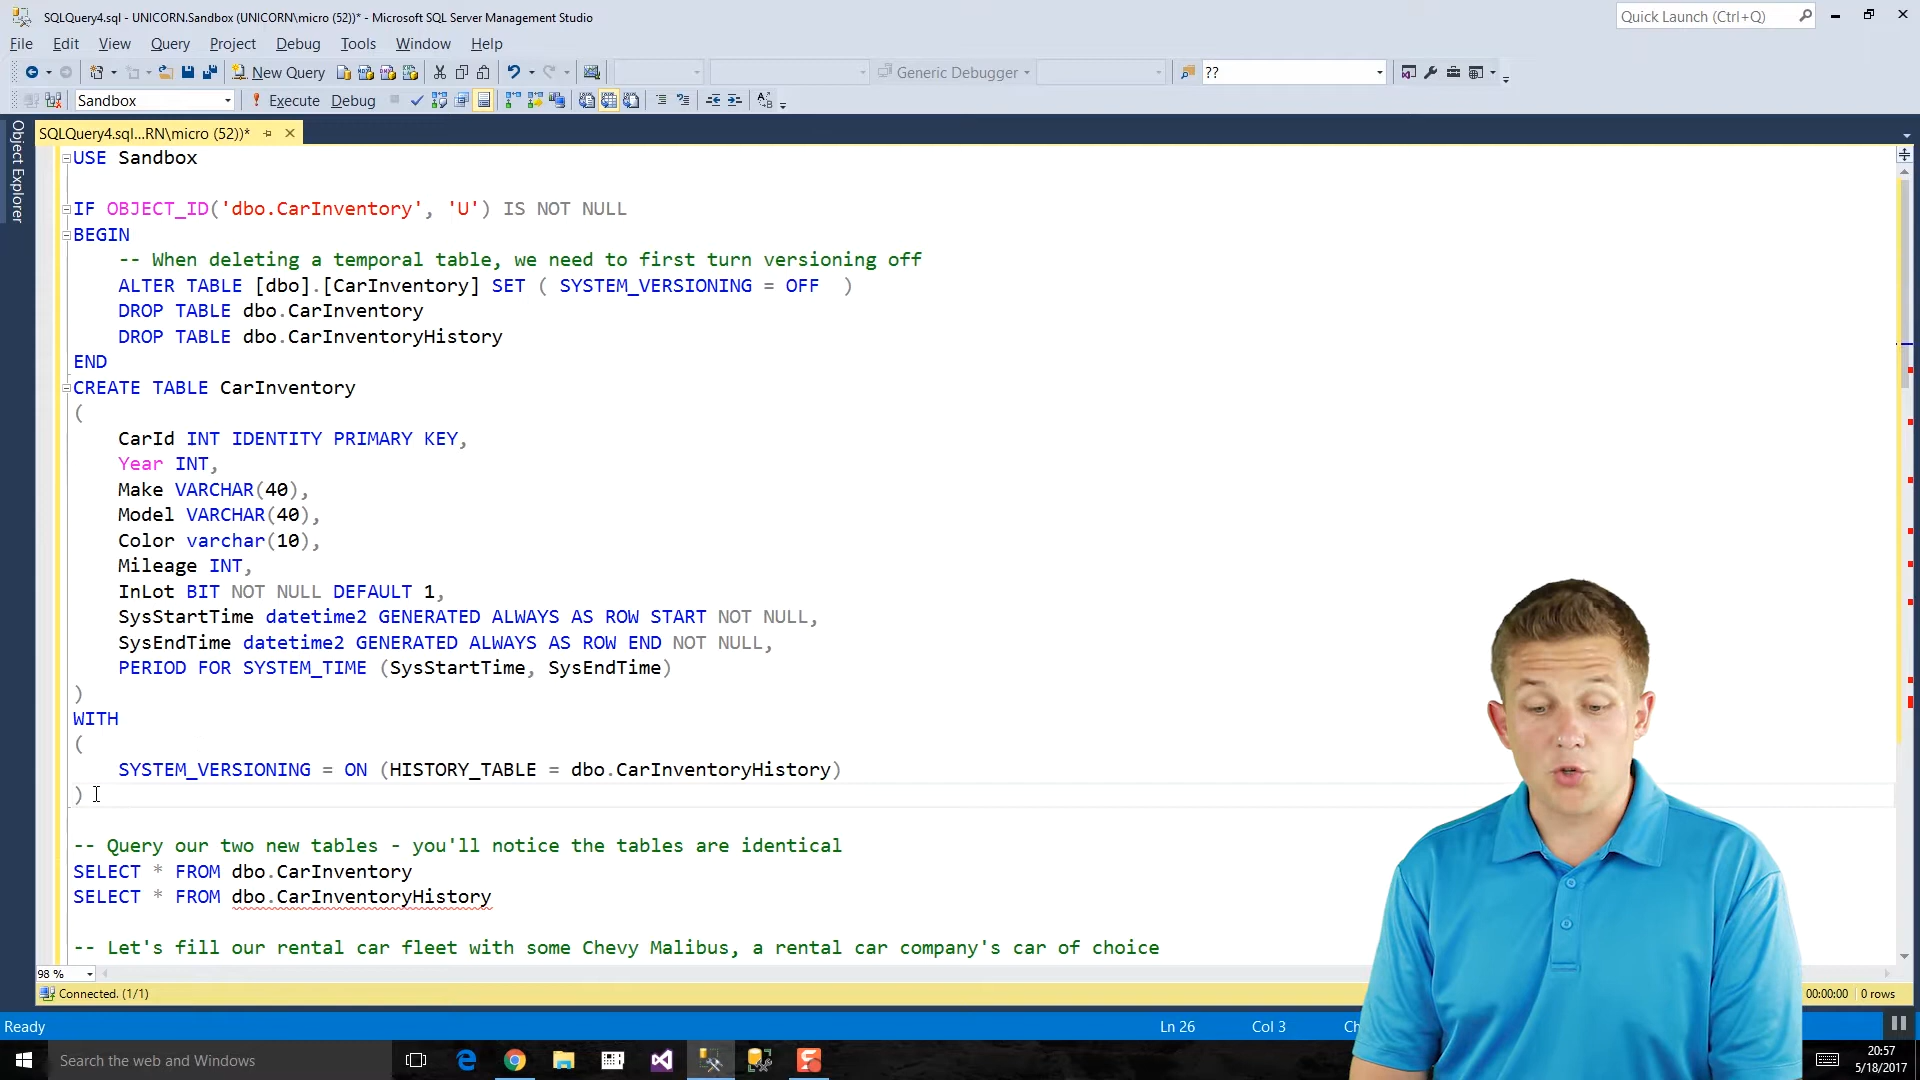 SQLQuery4.sql - UNICORN.Sandbox (UNICORN\micro (52))* - Microsoft SQL Server Management Studio
Quick Launch (Ctrl+Q)
File Edit View Query Project Debug Tools Window Help
New Query
Generic Debugger
??
Sandbox
Execute
Debug
Object Explorer
SQLQuery4.sql...RN\micro (52))*
USE Sandbox
IF OBJECT_ID('dbo.CarInventory', 'U') IS NOT NULL
BEGIN
-- When deleting a temporal table, we need to first turn versioning off
ALTER TABLE [dbo].[CarInventory] SET ( SYSTEM_VERSIONING = OFF  )
DROP TABLE dbo.CarInventory
DROP TABLE dbo.CarInventoryHistory
END
CREATE TABLE CarInventory
(
CarId INT IDENTITY PRIMARY KEY,
Year INT,
Make VARCHAR(40),
Model VARCHAR(40),
Color varchar(10),
Mileage INT,
InLot BIT NOT NULL DEFAULT 1,
SysStartTime datetime2 GENERATED ALWAYS AS ROW START NOT NULL,
SysEndTime datetime2 GENERATED ALWAYS AS ROW END NOT NULL,
PERIOD FOR SYSTEM_TIME (SysStartTime, SysEndTime)
)
WITH
(
SYSTEM_VERSIONING = ON (HISTORY_TABLE = dbo.CarInventoryHistory)
)
-- Query our two new tables - you'll notice the tables are identical
SELECT * FROM dbo.CarInventory
SELECT * FROM dbo.CarInventoryHistory
-- Let's fill our rental car fleet with some Chevy Malibus, a rental car company's car of choice
98 %
Connected. (1/1)
00:00:00
0 rows
Ready
Ln 26
Col 3
Ch
Search the web and Windows
20:57
5/18/2017